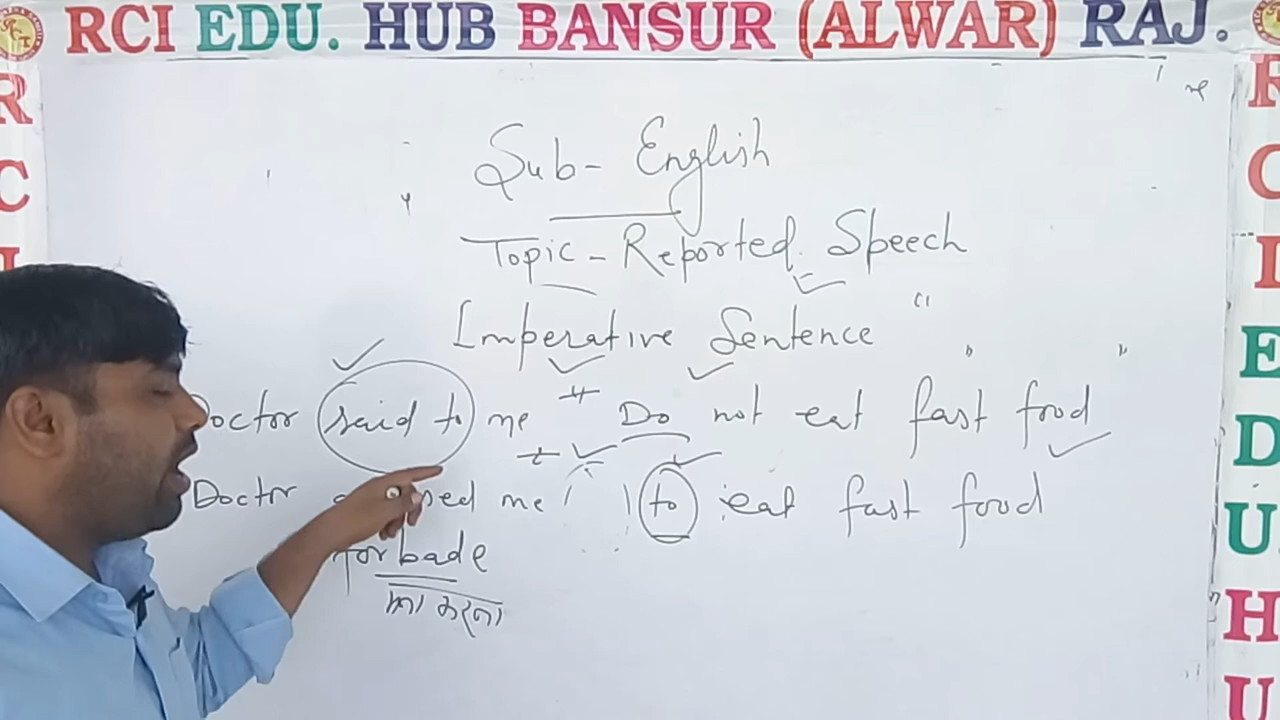 RCI EDU. HUB BANSUR (ALWAR) RAJ.
R
C
I
R
C
I
E
D
U.
H
U
Sub- English
Topic - Reported Speech
Imperative Sentence
Doctor said to me " Do not eat fast food
Doctor me to eat fast food
forbade
मना करना